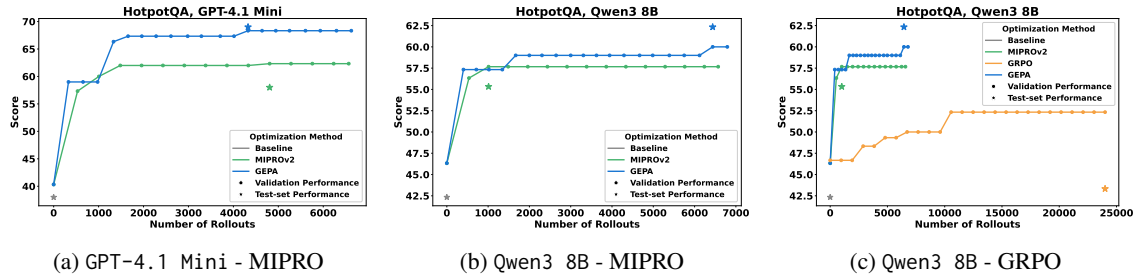 HotpotQA, GPT-4.1 Mini
70
65
60
55
50
45
40
Score
0 1000 2000 3000 4000 5000 6000
Number of Rollouts
Optimization Method
Baseline
MIPROv2
GEPA
Validation Performance
Test-set Performance
(a) GPT-4.1 Mini - MIPRO
HotpotQA, Qwen3 8B
62.5
60.0
57.5
55.0
52.5
50.0
47.5
45.0
42.5
Score
0 1000 2000 3000 4000 5000 6000 7000
Number of Rollouts
Optimization Method
Baseline
MIPROv2
GEPA
Validation Performance
Test-set Performance
(b) Qwen3 8B - MIPRO
HotpotQA, Qwen3 8B
62.5
60.0
57.5
55.0
52.5
50.0
47.5
45.0
42.5
Score
0 5000 10000 15000 20000 25000
Number of Rollouts
Optimization Method
Baseline
MIPROv2
GRPO
GEPA
Validation Performance
Test-set Performance
(c) Qwen3 8B - GRPO